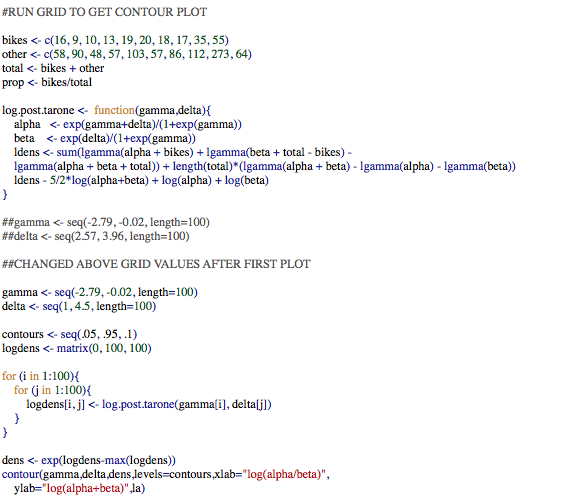 #RUN GRID TO GET CONTOUR PLOT
bikes <- c(16, 9, 10, 13, 19, 20, 18, 17, 35, 55)
other <- c(58, 90, 48, 57, 103, 57, 86, 112, 273, 64)
total <- bikes + other
prop <- bikes/total
log.post.tarone <- function(gamma,delta){
alpha <- exp(gamma+delta)/(1+exp(gamma))
beta <- exp(delta)/(1+exp(gamma))
ldens <- sum(lgamma(alpha + bikes) + lgamma(beta + total - bikes) -
lgamma(alpha + beta + total)) + length(total)*(lgamma(alpha + beta) - lgamma(alpha) - lgamma(beta))
ldens - 5/2*log(alpha+beta) + log(alpha) + log(beta)
}
##gamma <- seq(-2.79, -0.02, length=100)
##delta <- seq(2.57, 3.96, length=100)
##CHANGED ABOVE GRID VALUES AFTER FIRST PLOT
gamma <- seq(-2.79, -0.02, length=100)
delta <- seq(1, 4.5, length=100)
contours <- seq(.05, .95, .1)
logdens <- matrix(0, 100, 100)
for (i in 1:100){
for (j in 1:100){
logdens[i, j] <- log.post.tarone(gamma[i], delta[j])
}
}
dens <- exp(logdens-max(logdens))
contour(gamma,delta,dens,levels=contours,xlab="log(alpha/beta)",
ylab="log(alpha+beta)",la)